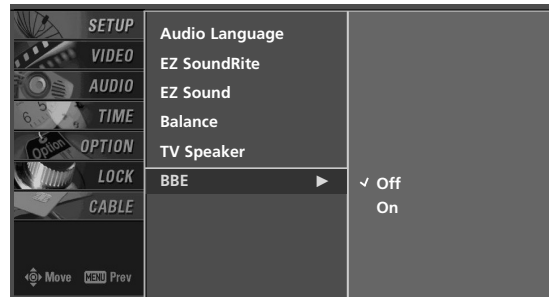 SETUP
VIDEO
AUDIO
TIME
OPTION
LOCK
CABLE
Move MENU Prev
Audio Language
EZ SoundRite
EZ Sound
Balance
TV Speaker
BBE
Off
On
Option